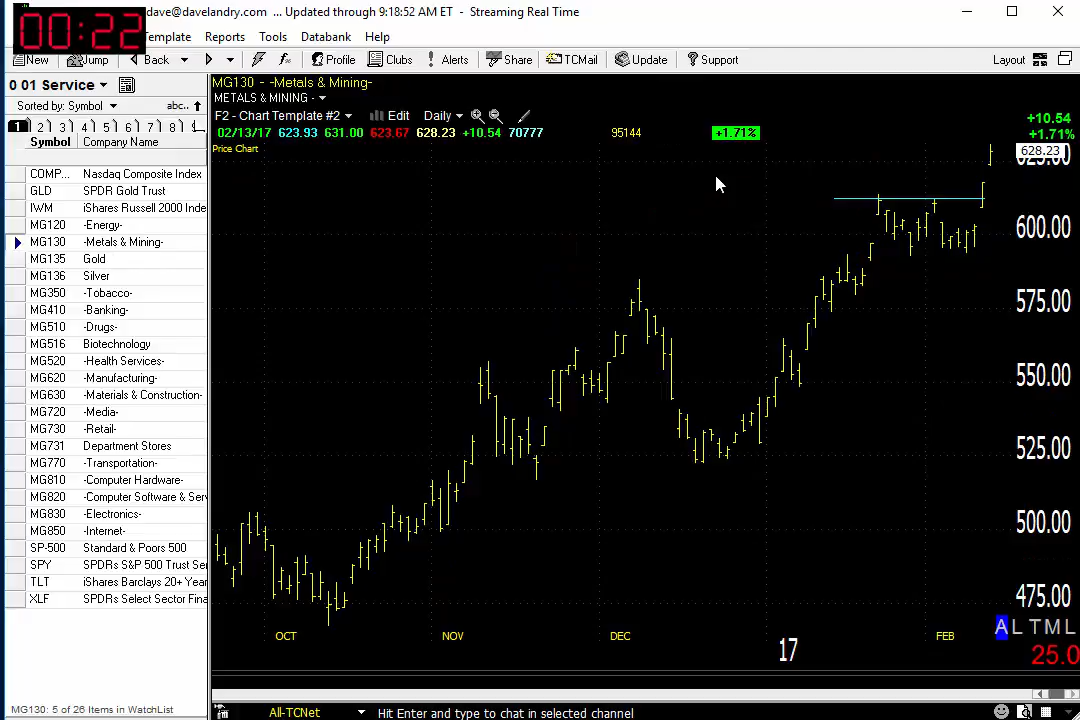 00:22
dave@davelandry.com ... Updated through 9:18:52 AM ET - Streaming Real Time
emplate Reports Tools Databank Help
New Jump Back Profile Clubs Alerts Share TCMail Update Support Layout
0 01 Service
Sorted by: Symbol abc..
1 2 3 4 5 6 7 8
Symbol Company Name
COMP... Nasdaq Composite Index
GLD SPDR Gold Trust
IWM iShares Russell 2000 Inde
MG120 -Energy-
MG130 -Metals & Mining-
MG135 Gold
MG136 Silver
MG350 -Tobacco-
MG410 -Banking-
MG510 -Drugs-
MG516 Biotechnology
MG520 -Health Services-
MG620 -Manufacturing-
MG630 -Materials & Construction-
MG720 -Media-
MG730 -Retail-
MG731 Department Stores
MG770 -Transportation-
MG810 -Computer Hardware-
MG820 -Computer Software & Serv
MG830 -Electronics-
MG850 -Internet-
SP-500 Standard & Poors 500
SPY SPDRs S&P 500 Trust Se
TLT iShares Barclays 20+ Year
XLF SPDRs Select Sector Fina
MG130: 5 of 26 Items in WatchList
MG130 - -Metals & Mining-
METALS & MINING -
F2 - Chart Template #2 Edit Daily
02/13/17 623.93 631.00 623.67 628.23 +10.54 70777 95144 +1.71%
Price Chart
+10.54
+1.71%
628.23
625.00
600.00
575.00
550.00
525.00
500.00
475.00
OCT NOV DEC 17 FEB
A L T M L
25.0
All-TCNet Hit Enter and type to chat in selected channel